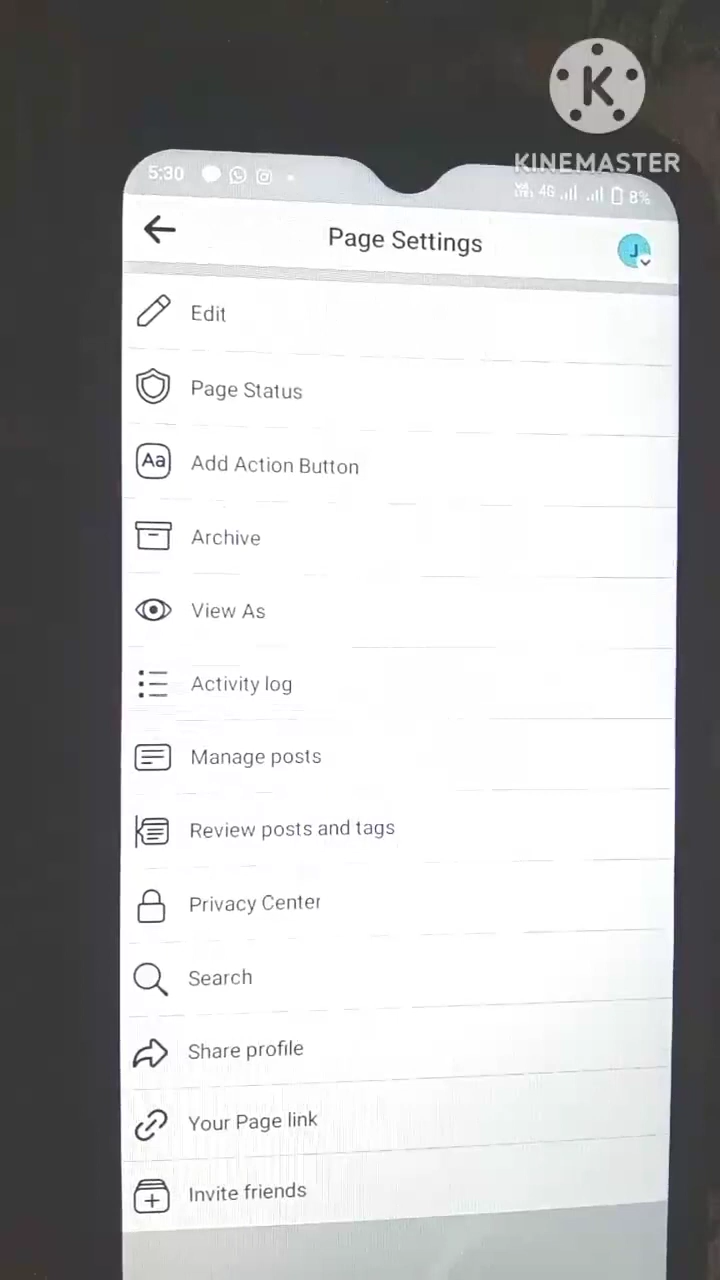 K
KINEMASTER
5:30
4G 8%
Page Settings
J
Edit
Page Status
Aa Add Action Button
Archive
View As
Activity log
Manage posts
Review posts and tags
Privacy Center
Search
Share profile
Your Page link
Invite friends